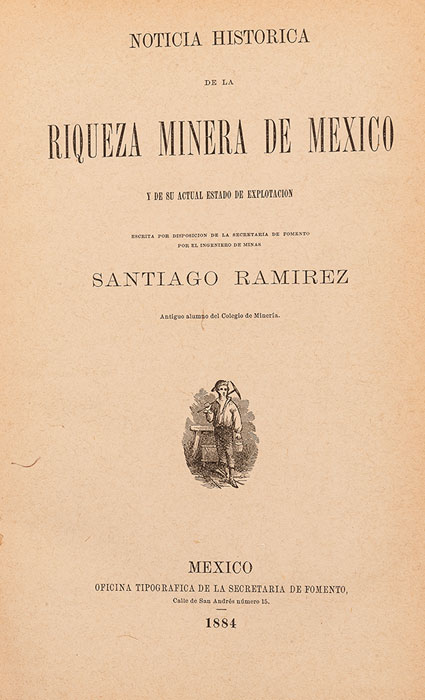 NOTICIA HISTORICA
DE LA
RIQUEZA MINERA DE MEXICO
Y DE SU ACTUAL ESTADO DE EXPLOTACION
ESCRITA POR DISPOSICION DE LA SECRETARIA DE FOMENTO
POR EL INGENIERO DE MINAS
SANTIAGO RAMIREZ
Antiguo alumno del Colegio de Minería.
MEXICO
OFICINA TIPOGRAFICA DE LA SECRETARIA DE FOMENTO,
Calle de San Andrés número 15.
1884